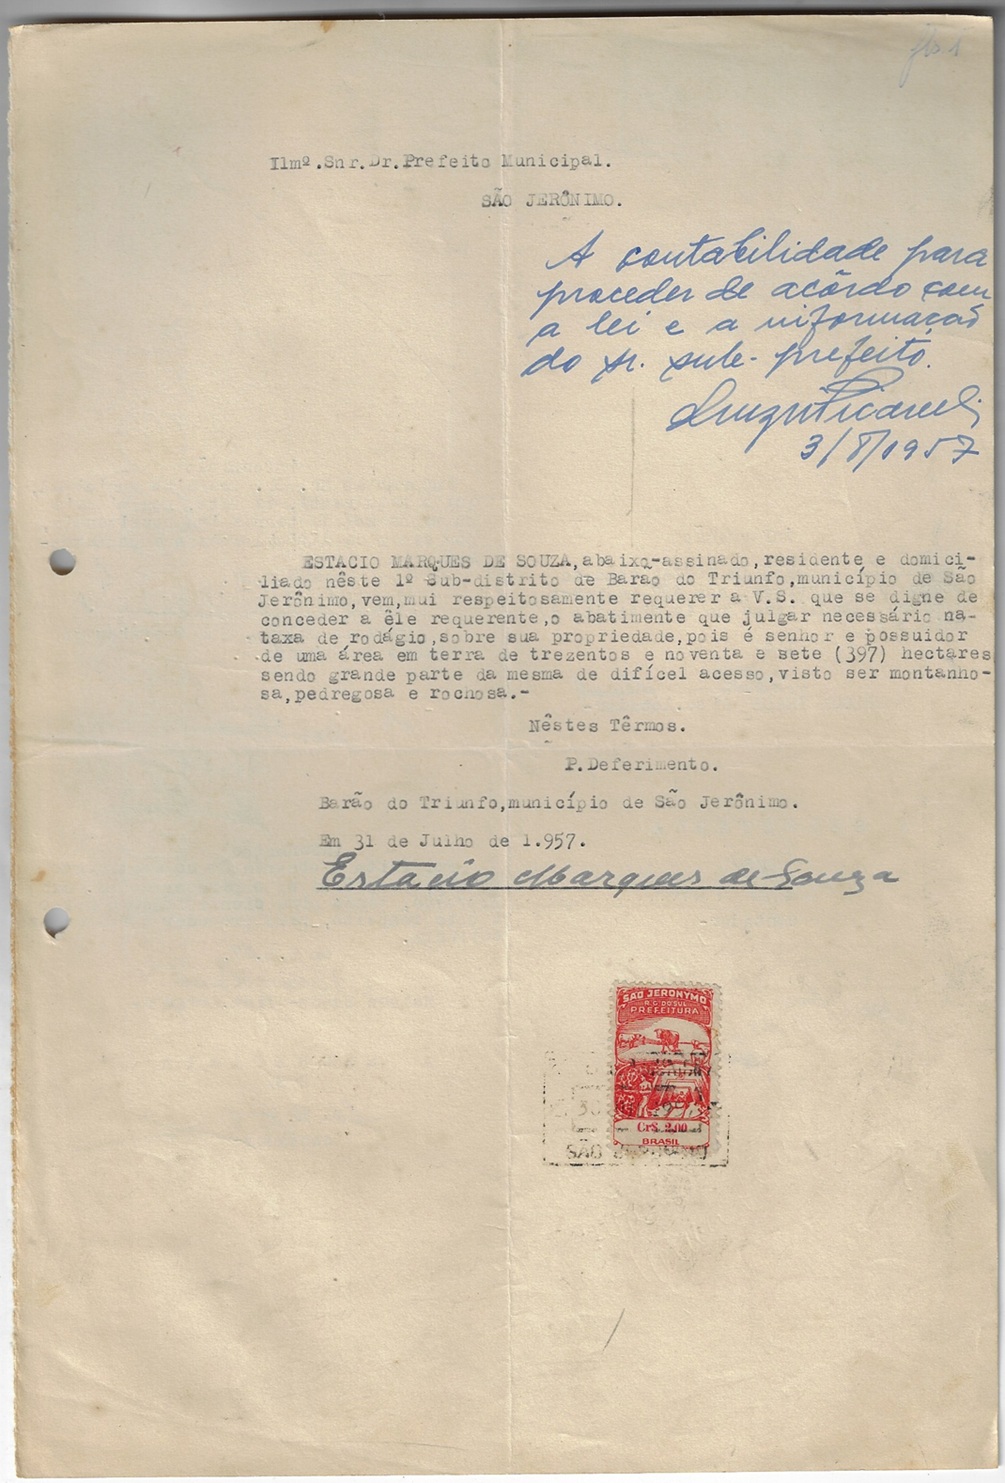 fls. 1
Ilmº.Snr.Dr.Prefeito Municipal.
SÃO JERÔNIMO.
A contabilidade para
proceder de acôrdo com
a lei e a informação
do sr. sub-prefeito.
3/8/1957
ESTACIO MARQUES DE SOUZA,abaixo-assinado,residente e domici-
liado nêste 1º Sub-distrito de Barão do Triunfo,município de São
Jerônimo,vem,mui respeitosamente requerer a V.S. que se digne de
conceder a êle requerente,o abatimento que julgar necessário na-
taxa de rodágio,sobre sua propriedade,pois é senhor e possuidor
de uma área em terra de trezentos e noventa e sete (397) hectares
sendo grande parte da mesma de difícel acesso,visto ser montanho-
sa,pedregosa e rochosa.-
Nêstes Têrmos.
P.Deferimento.
Barão do Triunfo,município de São Jerônimo.
Em 31 de Julho de 1.957.
Estacio Marques de Souza
SÃO JERONYMO
R.G. DO SUL
PREFEITURA
Cr$ 2,00
BRASIL
SÃO